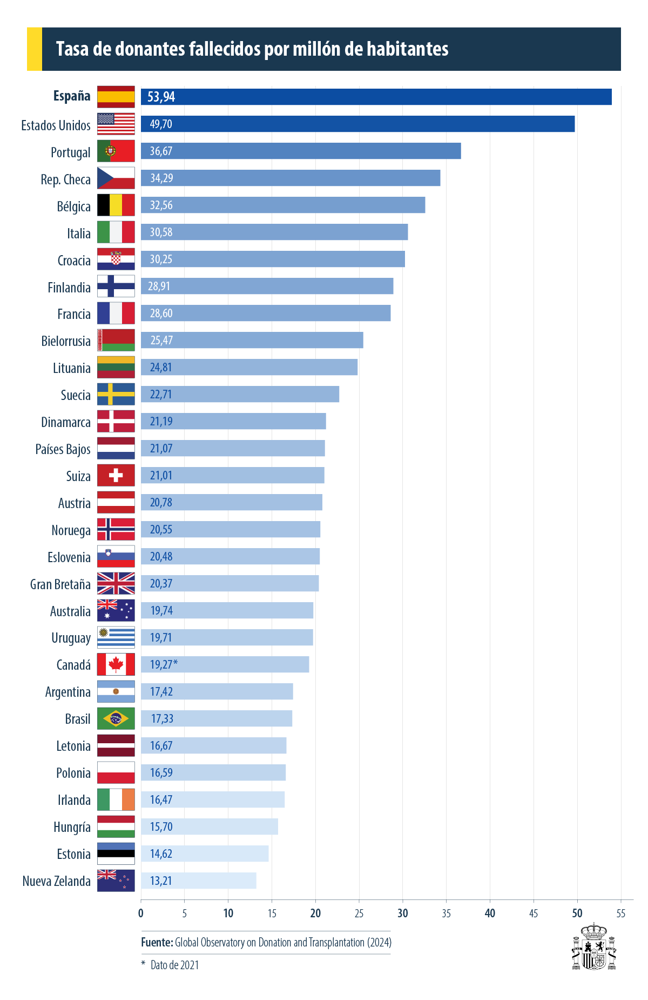 Tasa de donantes fallecidos por millón de habitantes
España 53,94
Estados Unidos 49,70
Portugal 36,67
Rep. Checa 34,29
Bélgica 32,56
Italia 30,58
Croacia 30,25
Finlandia 28,91
Francia 28,60
Bielorrusia 25,47
Lituania 24,81
Suecia 22,71
Dinamarca 21,19
Países Bajos 21,07
Suiza 21,01
Austria 20,78
Noruega 20,55
Eslovenia 20,48
Gran Bretaña 20,37
Australia 19,74
Uruguay 19,71
Canadá 19,27*
Argentina 17,42
Brasil 17,33
Letonia 16,67
Polonia 16,59
Irlanda 16,47
Hungría 15,70
Estonia 14,62
Nueva Zelanda 13,21
0 5 10 15 20 25 30 35 40 45 50 55
Fuente: Global Observatory on Donation and Transplantation (2024)
* Dato de 2021